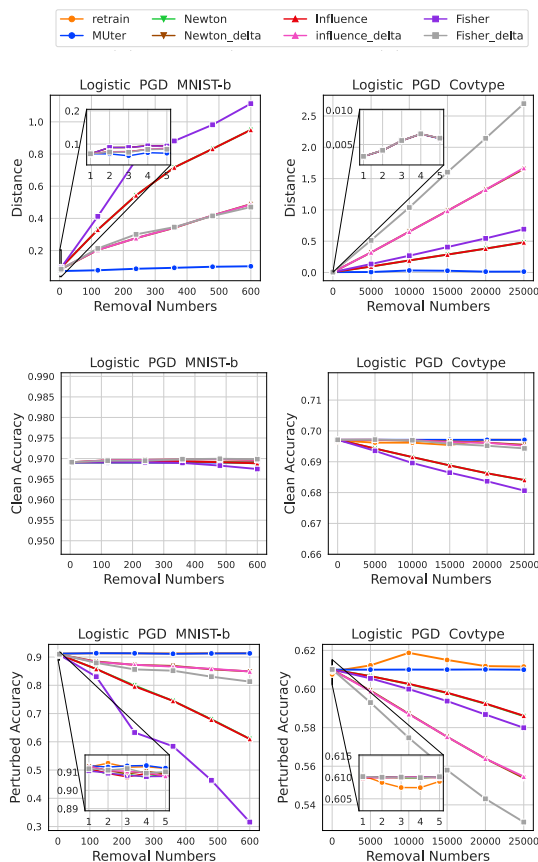 retrain Newton Influence Fisher
MUter Newton_delta influence_delta Fisher_delta
Logistic PGD MNIST-b
Distance
1.0
0.8
0.6
0.4
0.2
0.2
0.1
1 2 3 4 5
0 100 200 300 400 500 600
Removal Numbers
Logistic PGD Covtype
Distance
2.5
2.0
1.5
1.0
0.5
0.0
0.010
0.005
1 2 3 4 5
0 5000 10000 15000 20000 25000
Removal Numbers
Logistic PGD MNIST-b
Clean Accuracy
0.990
0.985
0.980
0.975
0.970
0.965
0.960
0.955
0.950
0 100 200 300 400 500 600
Removal Numbers
Logistic PGD Covtype
Clean Accuracy
0.71
0.70
0.69
0.68
0.67
0.66
0 5000 10000 15000 20000 25000
Removal Numbers
Logistic PGD MNIST-b
Perturbed Accuracy
0.9
0.8
0.7
0.6
0.5
0.4
0.3
0.91
0.90
0.89
1 2 3 4 5
0 100 200 300 400 500 600
Removal Numbers
Logistic PGD Covtype
Perturbed Accuracy
0.62
0.60
0.58
0.56
0.54
0.615
0.610
0.605
1 2 3 4 5
0 5000 10000 15000 20000 25000
Removal Numbers